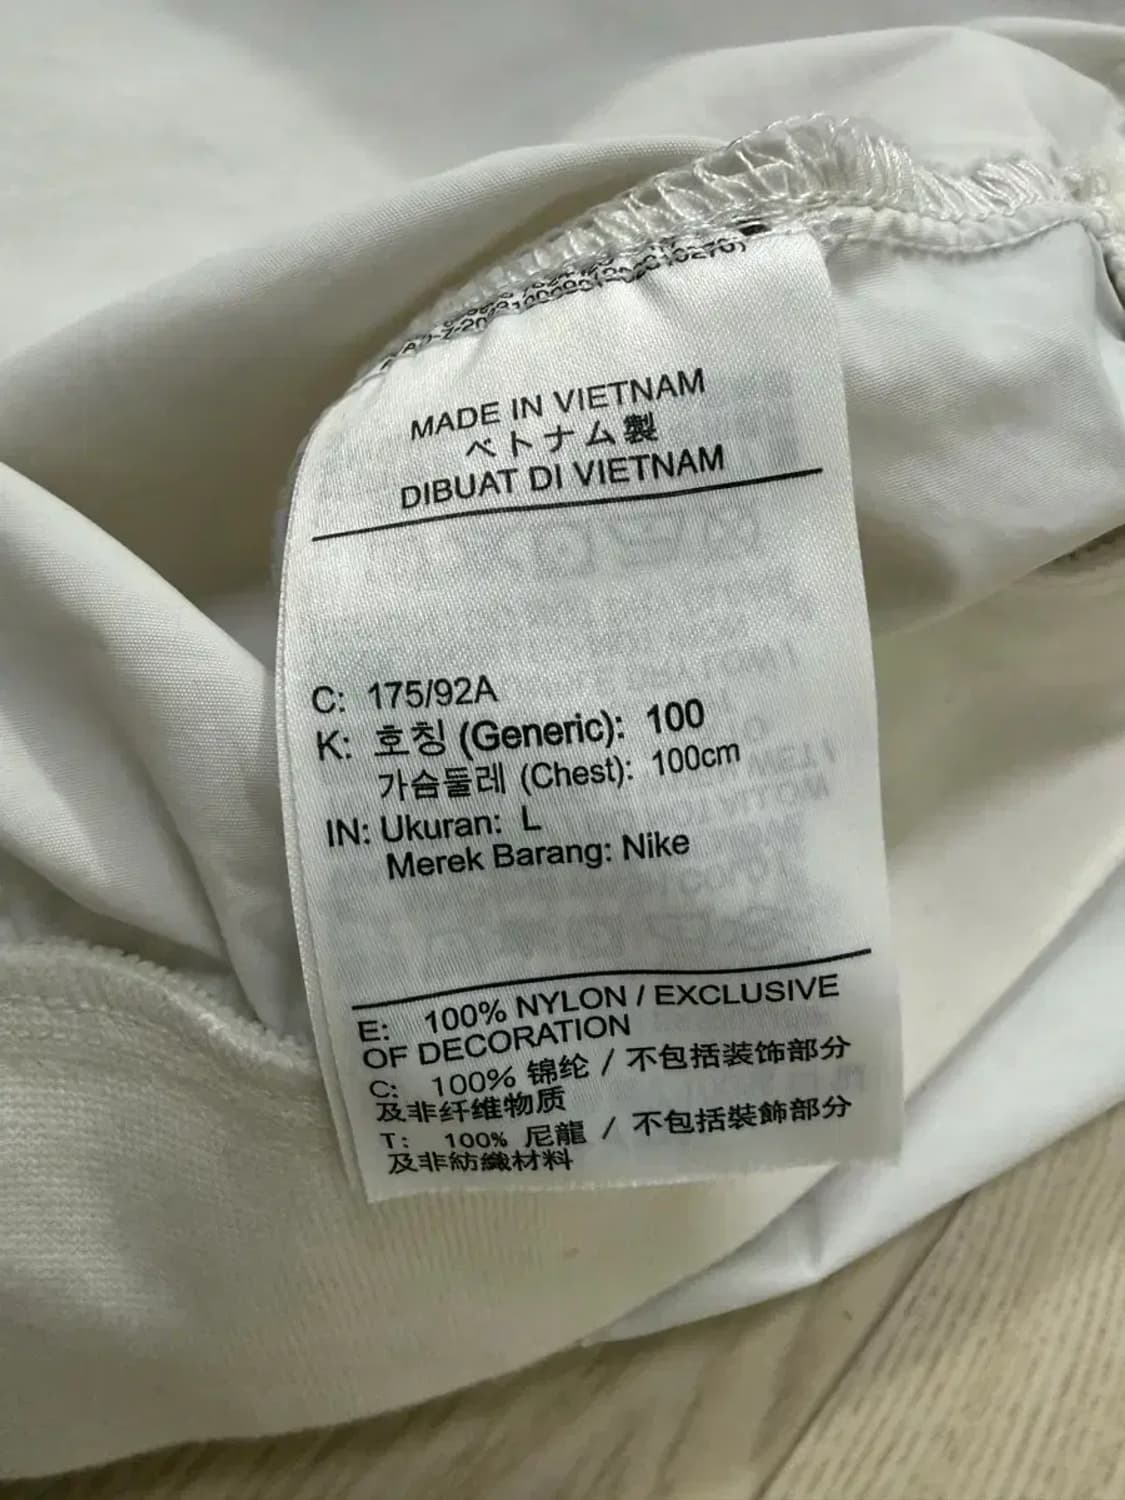 MADE IN VIETNAM
ベトナム製
DIBUAT DI VIETNAM
C: 175/92A
K: 호칭 (Generic): 100
가슴둘레 (Chest): 100cm
IN: Ukuran: L
Merek Barang: Nike
E: 100% NYLON / EXCLUSIVE
OF DECORATION
C: 100% 锦纶 / 不包括装饰部分
及非纤维物质
T: 100% 尼龍 / 不包括裝飾部分
及非紡織材料